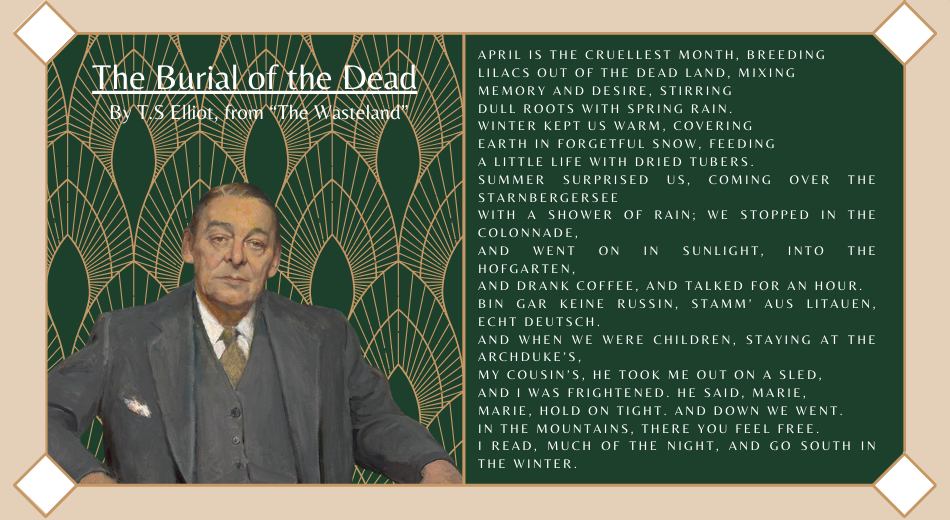 The Burial of the Dead
By T.S Elliot, from “The Wasteland”
APRIL IS THE CRUELLEST MONTH, BREEDING
LILACS OUT OF THE DEAD LAND, MIXING
MEMORY AND DESIRE, STIRRING
DULL ROOTS WITH SPRING RAIN.
WINTER KEPT US WARM, COVERING
EARTH IN FORGETFUL SNOW, FEEDING
A LITTLE LIFE WITH DRIED TUBERS.
SUMMER SURPRISED US, COMING OVER THE
STARNBERGERSEE
WITH A SHOWER OF RAIN; WE STOPPED IN THE
COLONNADE,
AND WENT ON IN SUNLIGHT, INTO THE
HOFGARTEN,
AND DRANK COFFEE, AND TALKED FOR AN HOUR.
BIN GAR KEINE RUSSIN, STAMM’ AUS LITAUEN,
ECHT DEUTSCH.
AND WHEN WE WERE CHILDREN, STAYING AT THE
ARCHDUKE’S,
MY COUSIN’S, HE TOOK ME OUT ON A SLED,
AND I WAS FRIGHTENED. HE SAID, MARIE,
MARIE, HOLD ON TIGHT. AND DOWN WE WENT.
IN THE MOUNTAINS, THERE YOU FEEL FREE.
I READ, MUCH OF THE NIGHT, AND GO SOUTH IN
THE WINTER.